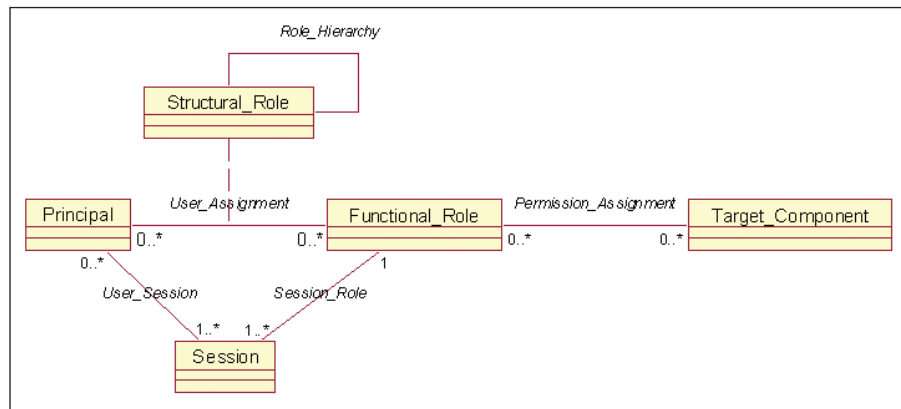 Role_Hierarchy
Structural_Role
User_Assignment
Permission_Assignment
Principal
Functional_Role
Target_Component
0..*
0..*
0..*
0..*
0..*
1
User_Session
Session_Role
1..*
1..*
Session